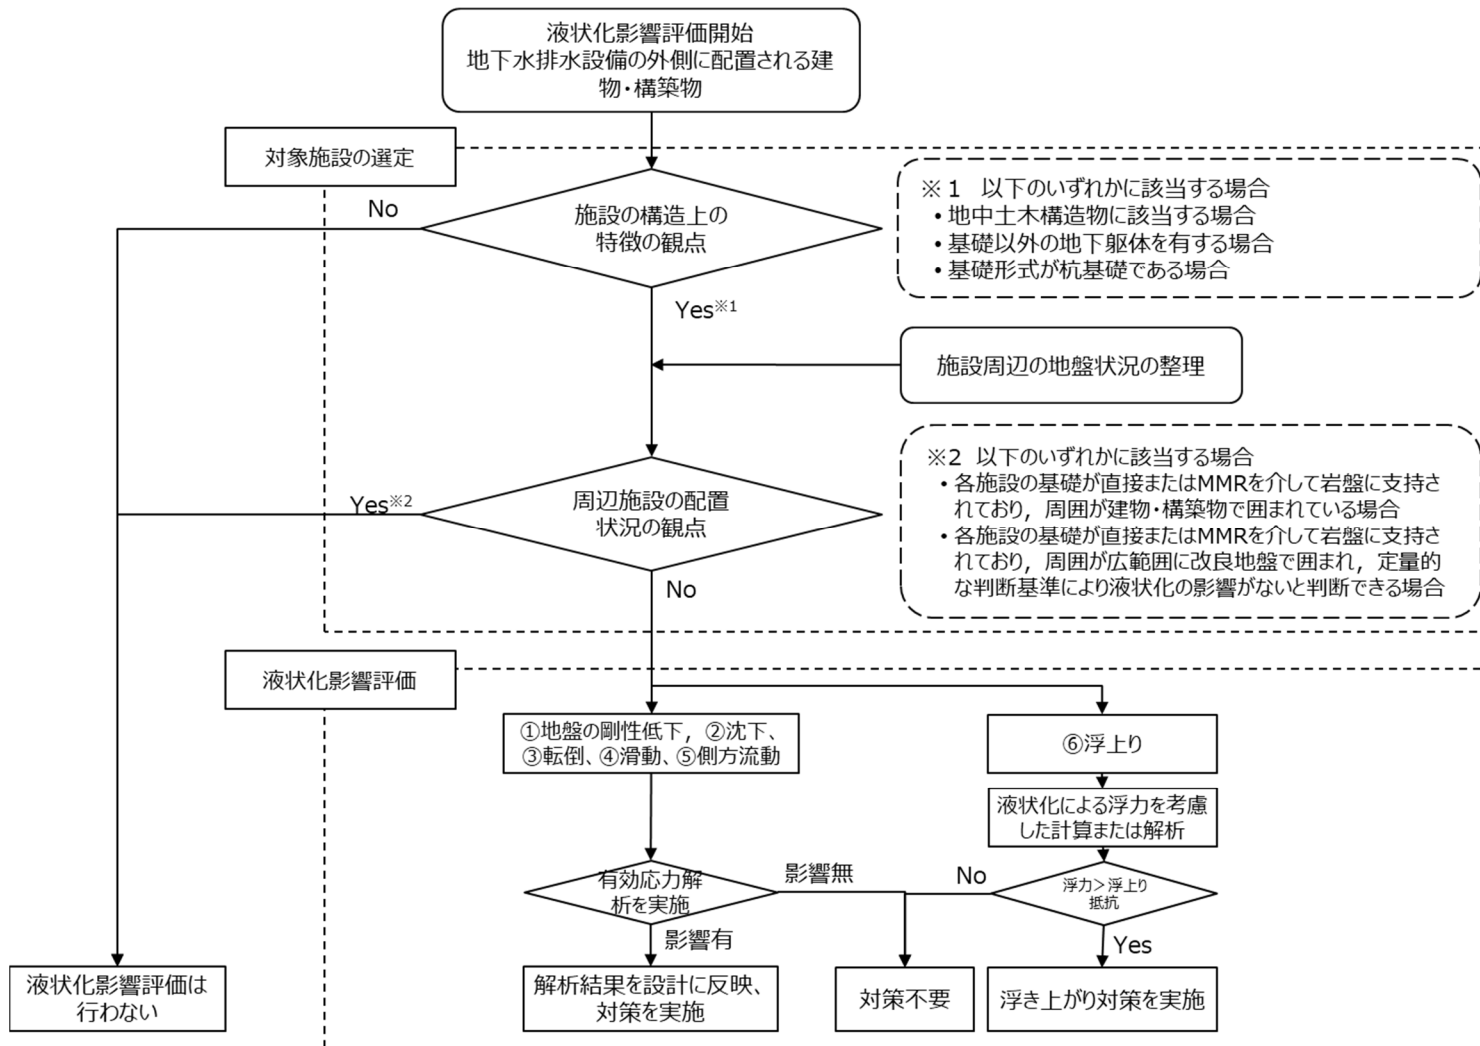 液状化影響評価開始
地下水排水設備の外側に配置される建
物・構築物
対象施設の選定
施設の構造上の
特徴の観点
No
Yes※1
※1 以下のいずれかに該当する場合
・地中土木構造物に該当する場合
・基礎以外の地下躯体を有する場合
・基礎形式が杭基礎である場合
施設周辺の地盤状況の整理
周辺施設の配置
状況の観点
Yes※2
No
※2 以下のいずれかに該当する場合
・各施設の基礎が直接またはMMRを介して岩盤に支持さ
れており，周囲が建物・構築物で囲まれている場合
・各施設の基礎が直接またはMMRを介して岩盤に支持さ
れており，周囲が広範囲に改良地盤で囲まれ，定量的
な判断基準により液状化の影響がないと判断できる場合
液状化影響評価
①地盤の剛性低下，②沈下、
③転倒、④滑動、⑤側方流動
⑥浮上り
液状化による浮力を考慮
した計算または解析
有効応力解
析を実施
影響無
影響有
No
浮力＞浮上り
抵抗
Yes
液状化影響評価は
行わない
解析結果を設計に反映、
対策を実施
対策不要
浮き上がり対策を実施